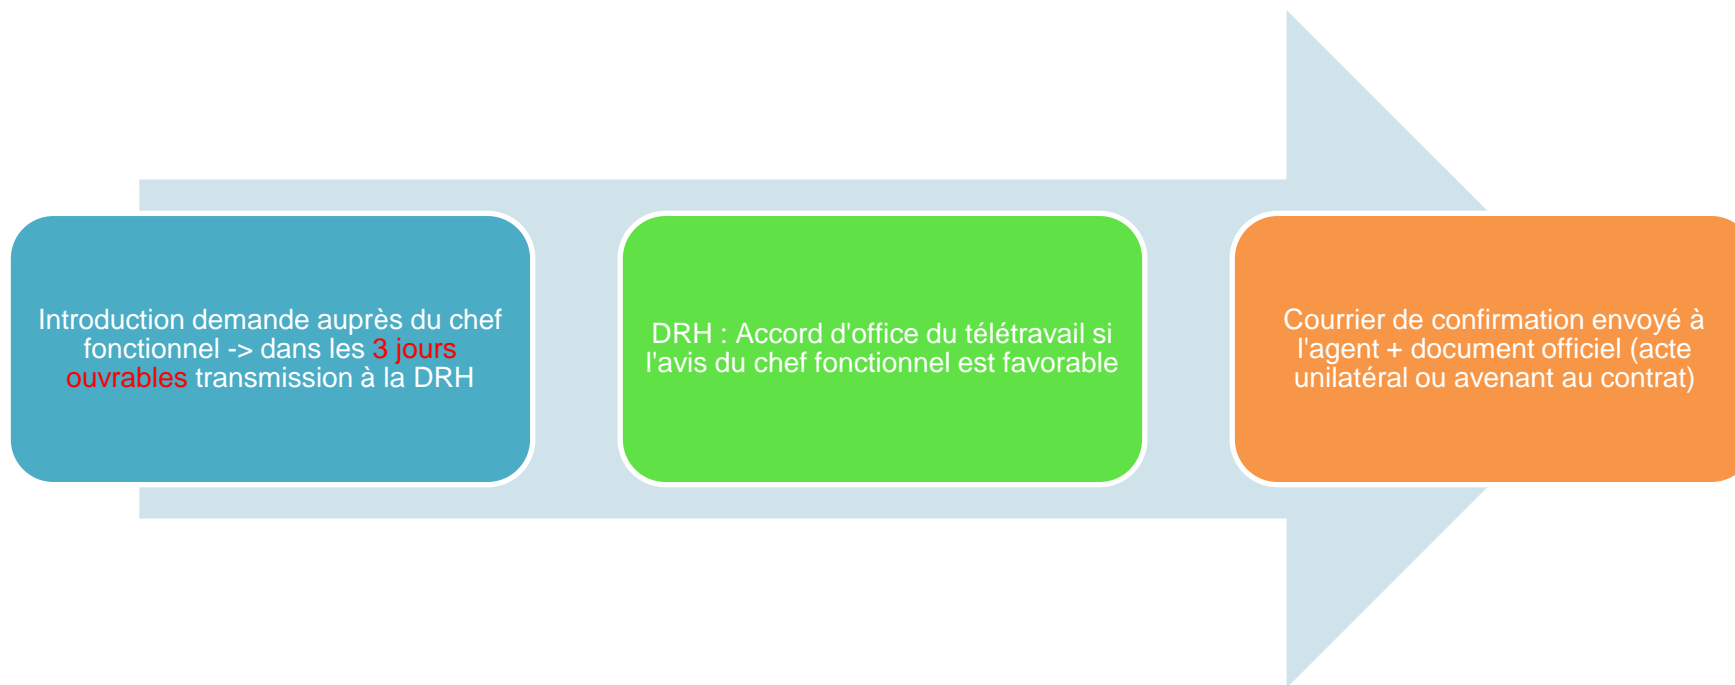 Introduction demande auprès du chef
fonctionnel -> dans les 3 jours
ouvrables transmission à la DRH
DRH : Accord d'office du télétravail si
l'avis du chef fonctionnel est favorable
Courrier de confirmation envoyé à
l'agent + document officiel (acte
unilatéral ou avenant au contrat)